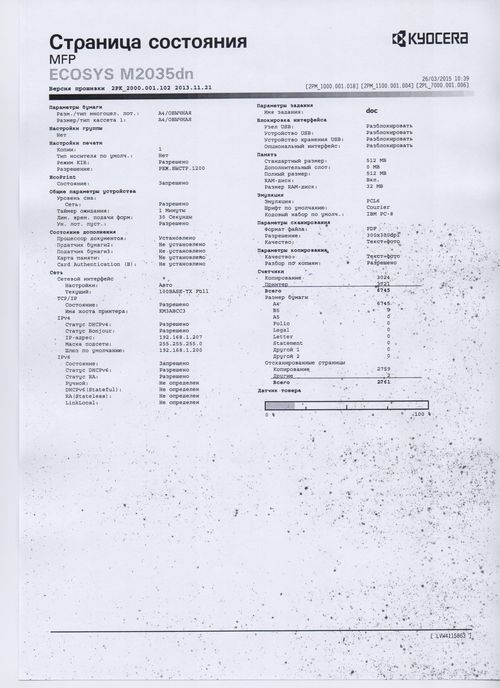 Страница состояния
MFP
ECOSYS M2035dn
KYOCERA
26/03/2015 10:39
Версия прошивки 2PK_2000.001.102 2013.11.21
[2PM_1000.001.018] [2PM_1100.001.004] [2PL_7000.001.006]
Параметры бумаги
Разм./тип многоцел. лот.: A4/ОБЫЧНАЯ
Размер/тип кассета 1: A4/ОБЫЧНАЯ
Настройки группы
Нет
Настройки печати
Копии: 1
Тип носителя по умолч.: Нет
Режим KIR: Разрешено
Разрешение: РЕЖ.БЫСТР.1200
EcoPrint
Состояние: Запрещено
Общие параметры устройства
Уровень сна:
Сеть: Разрешено
Таймер ожидания: 1 Минуты
Лим. врем. подачи форм: 30 Секунды
Ук. лот. пуст.: Разрешено
Состояние дополнения
Процессор документов: Установлено
Податчик бумаги2: Не установлено
Податчик бумаги3: Не установлено
Карта памяти: Не установлено
Card Authentication (B): Не установлено
Сеть
Сетевой интерфейс
Настройки: Авто
Текущий: 100BASE-TX Full
TCP/IP
Состояние: Разрешено
Имя хоста принтера: KM3ABCC3
IPv4
Статус DHCPv4: Разрешено
Статус Bonjour: Разрешено
IP-адрес: 192.168.1.207
Маска подсети: 255.255.255.0
Шлюз по умолчанию: 192.168.1.200
IPv6
Состояние: Запрещено
Статус DHCPv6: Разрешено
Статус RA: Разрешено
Ручной: Не определен
DHCPv6(Stateful): Не определен
RA(Stateless): Не определен
LinkLocal: Не определен
Параметры задания
Имя задания: doc
Блокировка интерфейса
Узел USB: Разблокировать
Устройство USB: Разблокировать
Устройство хранения USB: Разблокировать
Опциональный интерфейс: Разблокировать
Память
Стандартный размер: 512 MB
Дополнительный слот: 0 MB
Полный размер: 512 MB
RAM-диск: Вкл.
Размер RAM-диск: 32 MB
Эмуляция
Эмуляция: PCL6
Шрифт по умолчанию: Courier
Кодовый набор по умолч.: IBM PC-8
Параметры сканирования
Формат файла: PDF
Разрешение: 300x300dpi
Качество: Текст+фото
Параметры копирования
Качество: Текст+фото
Разбор по копиям: Разрешено
Счетчики
Копирование 3024
Принтер 3721
Всего 6745
Размер бумаги
A4 6745
B5 0
A5 0
Folio 0
Legal 0
Letter 0
Statement 0
Другой 1 0
Другой 2 0
Отсканированные страницы
Копирование 2759
Другие 2
Всего 2761
Датчик тонера
0 % 100 %